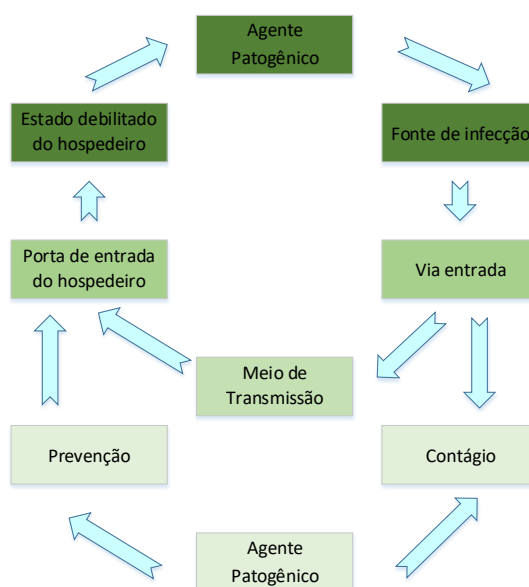 Agente
Patogênico
Estado debilitado
do hospedeiro
Fonte de infecção
Porta de entrada
do hospedeiro
Via entrada
Meio de
Transmissão
Prevenção
Contágio
Agente
Patogênico